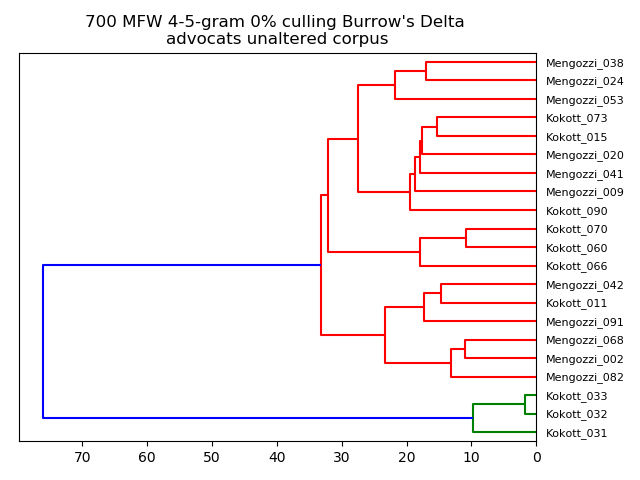 700 MFW 4-5-gram 0% culling Burrow's Delta
advocats unaltered corpus
Mengozzi_038
Mengozzi_024
Mengozzi_053
Kokott_073
Kokott_015
Mengozzi_020
Mengozzi_041
Mengozzi_009
Kokott_090
Kokott_070
Kokott_060
Kokott_066
Mengozzi_042
Kokott_011
Mengozzi_091
Mengozzi_068
Mengozzi_002
Mengozzi_082
Kokott_033
Kokott_032
Kokott_031
70 60 50 40 30 20 10 0